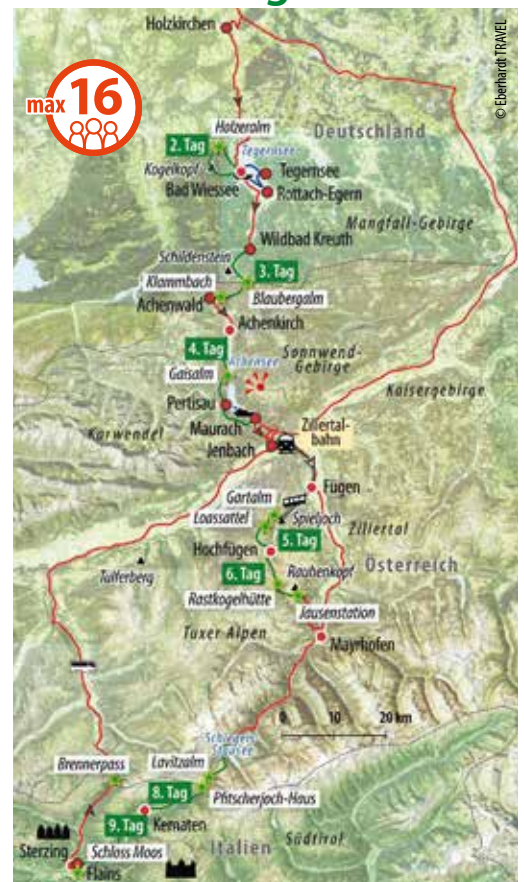 Holzkirchen
© Eberhardt TRAVEL
max 16
Holzeralm
Deutschland
2. Tag
Tegernsee
Kogelkopf
Tegernsee
Bad Wiessee
Rottach-Egern
Mangfall-Gebirge
Wildbad Kreuth
Schildenstein
3. Tag
Klammbach
Blaubergalm
Achenwald
Achenkirch
4. Tag
Achensee
Sonnwend-
Gebirge
Gaisalm
Kaisergebirge
Pertisau
Maurach
Zillertal-
bahn
Karwendel
Jenbach
Fügen
Gartalm
Loassattel
Spieljoch
Zillertal
5. Tag
Hochfügen
Österreich
6. Tag
Rauhenkopf
Tulferberg
Rastkogelhütte
Jausenstation
Tuxer Alpen
Mayrhofen
0 10 20 km
Schlegeis
Stausee
Brennerpass
Lavitzalm
8. Tag
Pfitscherjoch-Haus
9. Tag
Kematen
Sterzing
Schloss Moos
Italien
Südtirol
Flains